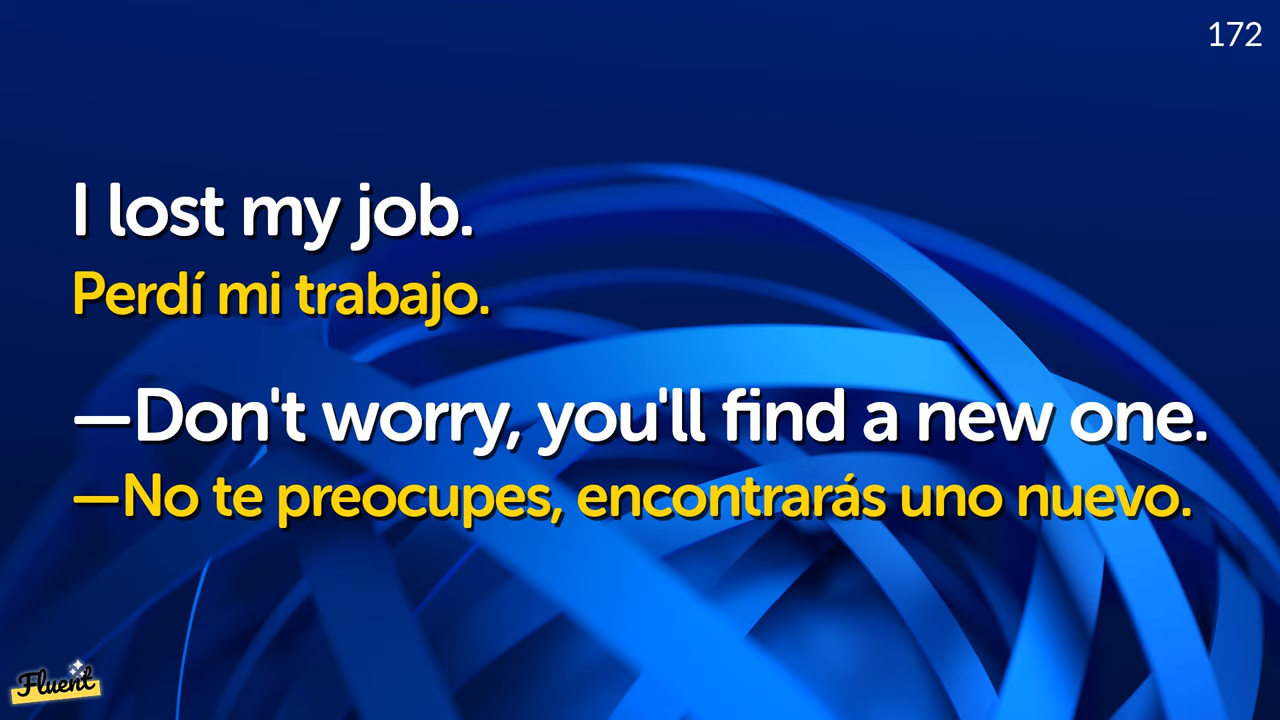 172
I lost my job.
Perdí mi trabajo.
—Don't worry, you'll find a new one.
—No te preocupes, encontrarás uno nuevo.
Fluent